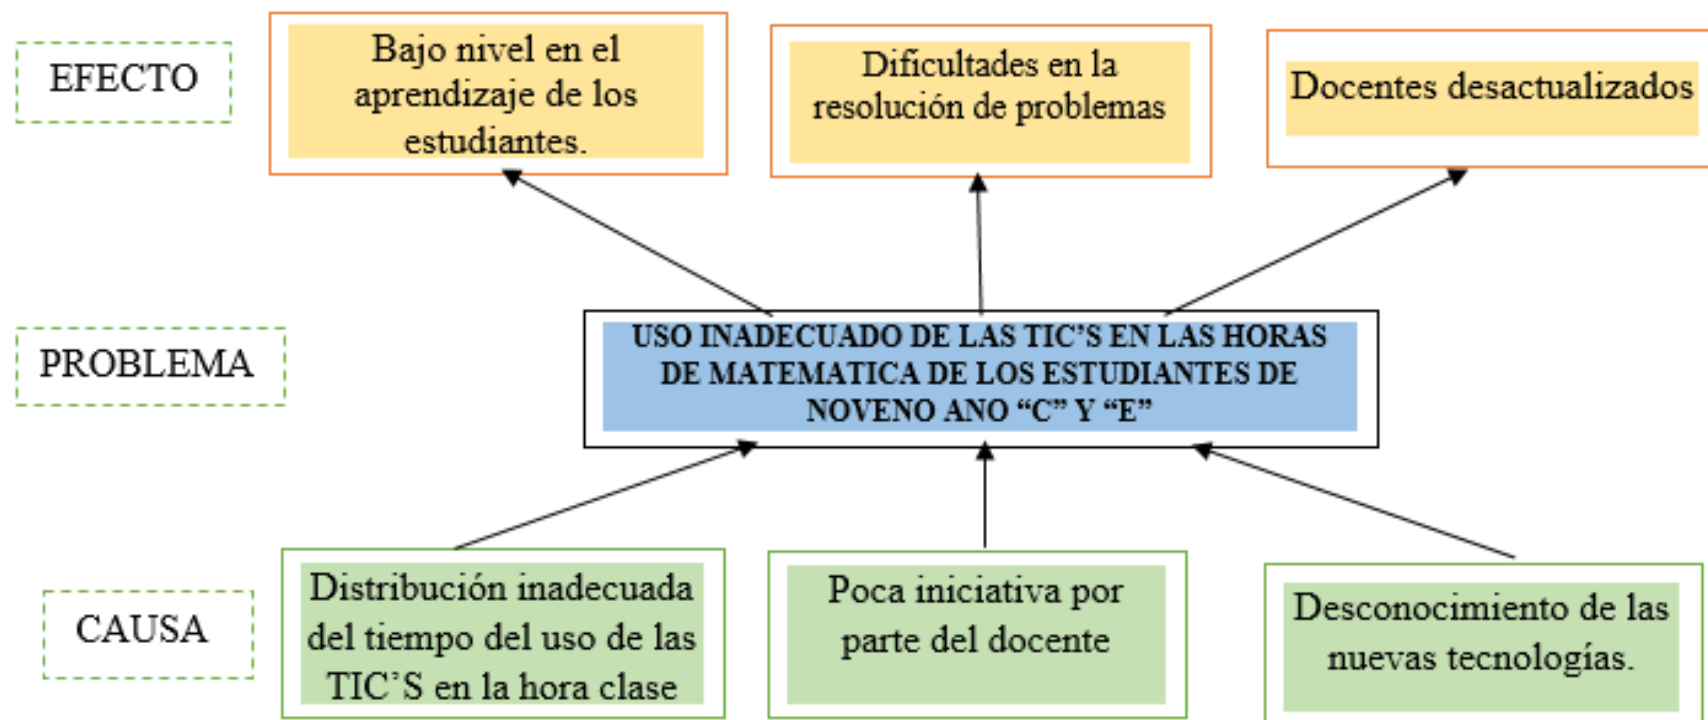 EFECTO
Bajo nivel en el
aprendizaje de los
estudiantes.
Dificultades en la
resolución de problemas
Docentes desactualizados
PROBLEMA
USO INADECUADO DE LAS TIC’S EN LAS HORAS
DE MATEMATICA DE LOS ESTUDIANTES DE
NOVENO ANO “C” Y “E”
CAUSA
Distribución inadecuada
del tiempo del uso de las
TIC’S en la hora clase
Poca iniciativa por
parte del docente
Desconocimiento de las
nuevas tecnologías.